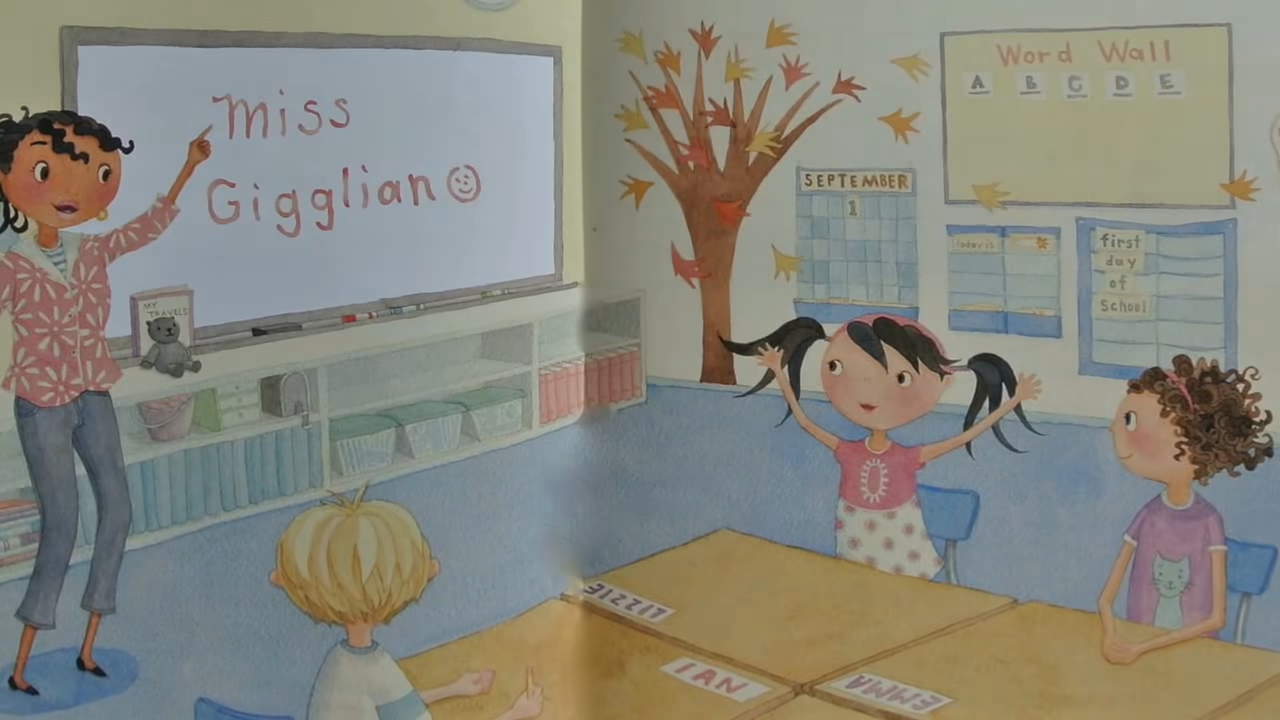 Miss
Gigglian
MY
TRAVELS
Word Wall
A B C D E
SEPTEMBER
1
today is
first
day
of
School
LIZZIE
IAN
EMMA